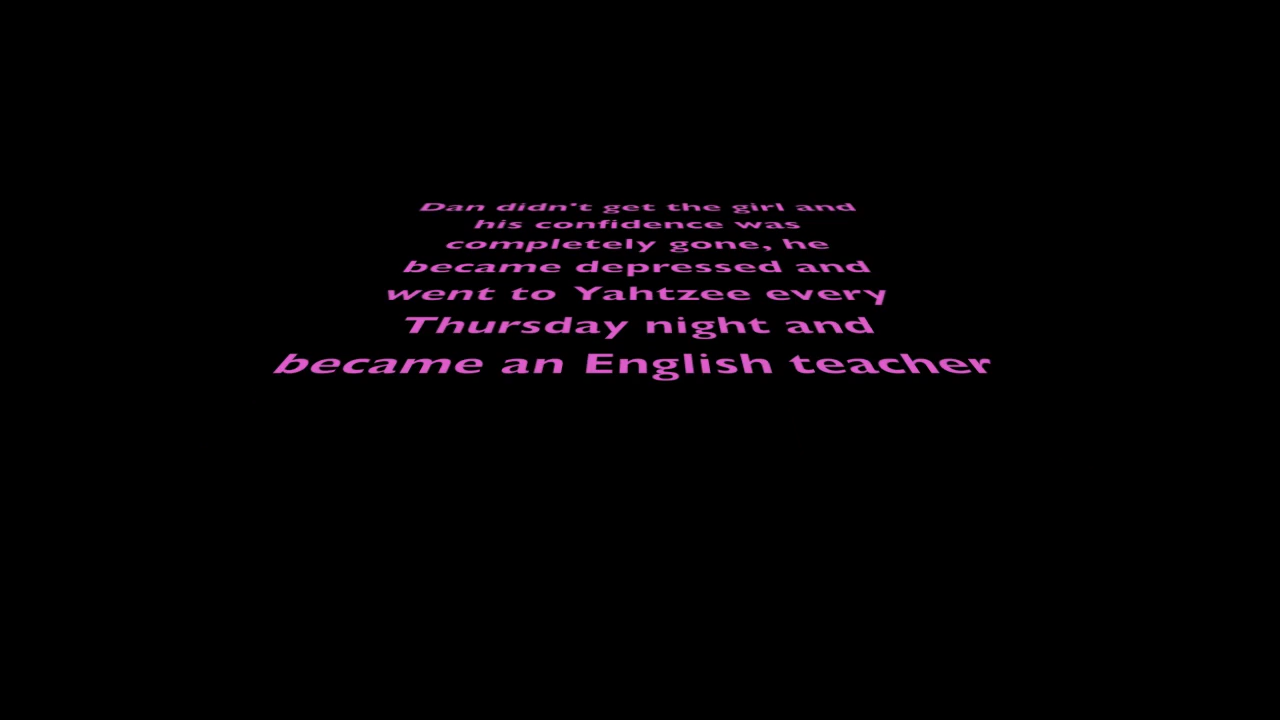 Dan didn't get the girl and
his confidence was
completely gone, he
became depressed and
went to Yahtzee every
Thursday night and
became an English teacher